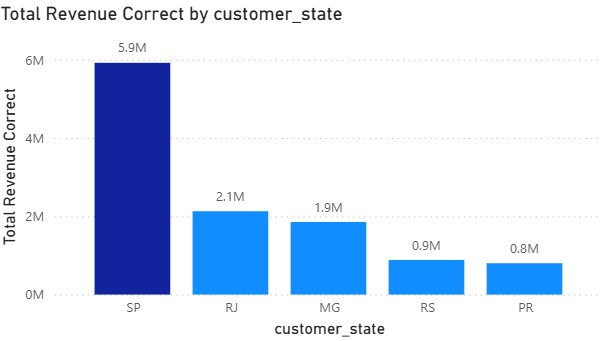 Total Revenue Correct by customer_state
Total Revenue Correct
6M
4M
2M
0M
5.9M
2.1M
1.9M
0.9M
0.8M
SP
RJ
MG
RS
PR
customer_state